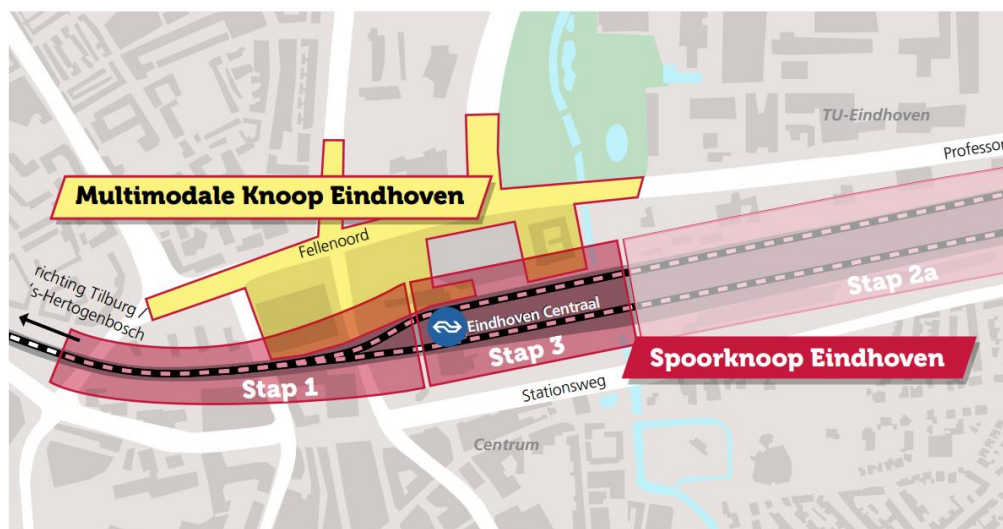 TU-Eindhoven
Professor
Multimodale Knoop Eindhoven
Fellenoord
richting Tilburg /
's-Hertogenbosch
Stap 2a
Eindhoven Centraal
Stap 1
Stap 3
Spoorknoop Eindhoven
Stationsweg
Centrum